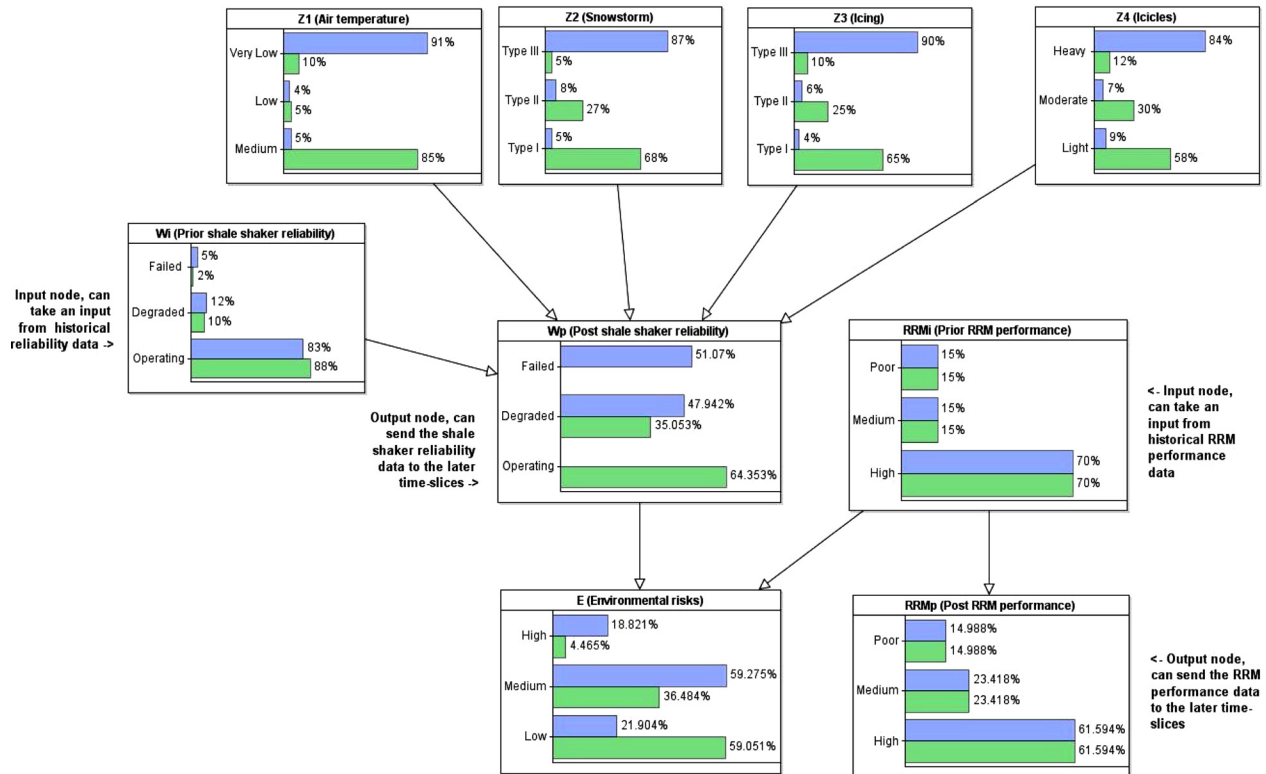 Z1 (Air temperature)
Very Low
91%
10%
Low
4%
5%
Medium
5%
85%
Z2 (Snowstorm)
Type III
87%
5%
Type II
8%
27%
Type I
5%
68%
Z3 (Icing)
Type III
90%
10%
Type II
6%
25%
Type I
4%
65%
Z4 (Icicles)
Heavy
84%
12%
Moderate
7%
30%
Light
9%
58%
Wi (Prior shale shaker reliability)
Failed
5%
2%
Degraded
12%
10%
Operating
83%
88%
Input node, can
take an input
from historical
reliability data ->
Wp (Post shale shaker reliability)
Failed
51.07%
Degraded
47.942%
35.053%
Operating
64.353%
Output node, can
send the shale
shaker reliability
data to the later
time-slices ->
RRMi (Prior RRM performance)
Poor
15%
15%
Medium
15%
15%
High
70%
70%
<- Input node,
can take an
input from
historical RRM
performance
data
E (Environmental risks)
High
18.821%
4.465%
Medium
59.275%
36.484%
Low
21.904%
59.051%
RRMp (Post RRM performance)
Poor
14.988%
14.988%
Medium
23.418%
23.418%
High
61.594%
61.594%
<- Output node,
can send the RRM
performance data
to the later time-
slices